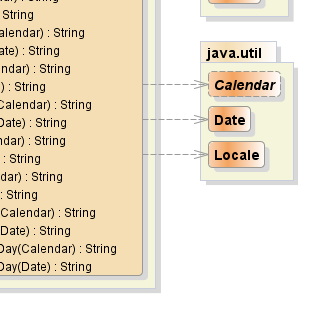 String
alendar) : String
ate) : String
endar) : String
) : String
Calendar) : String
Date) : String
ndar) : String
: String
dar) : String
: String
(Calendar) : String
(Date) : String
Day(Calendar) : String
Day(Date) : String
java.util
Calendar
Date
Locale